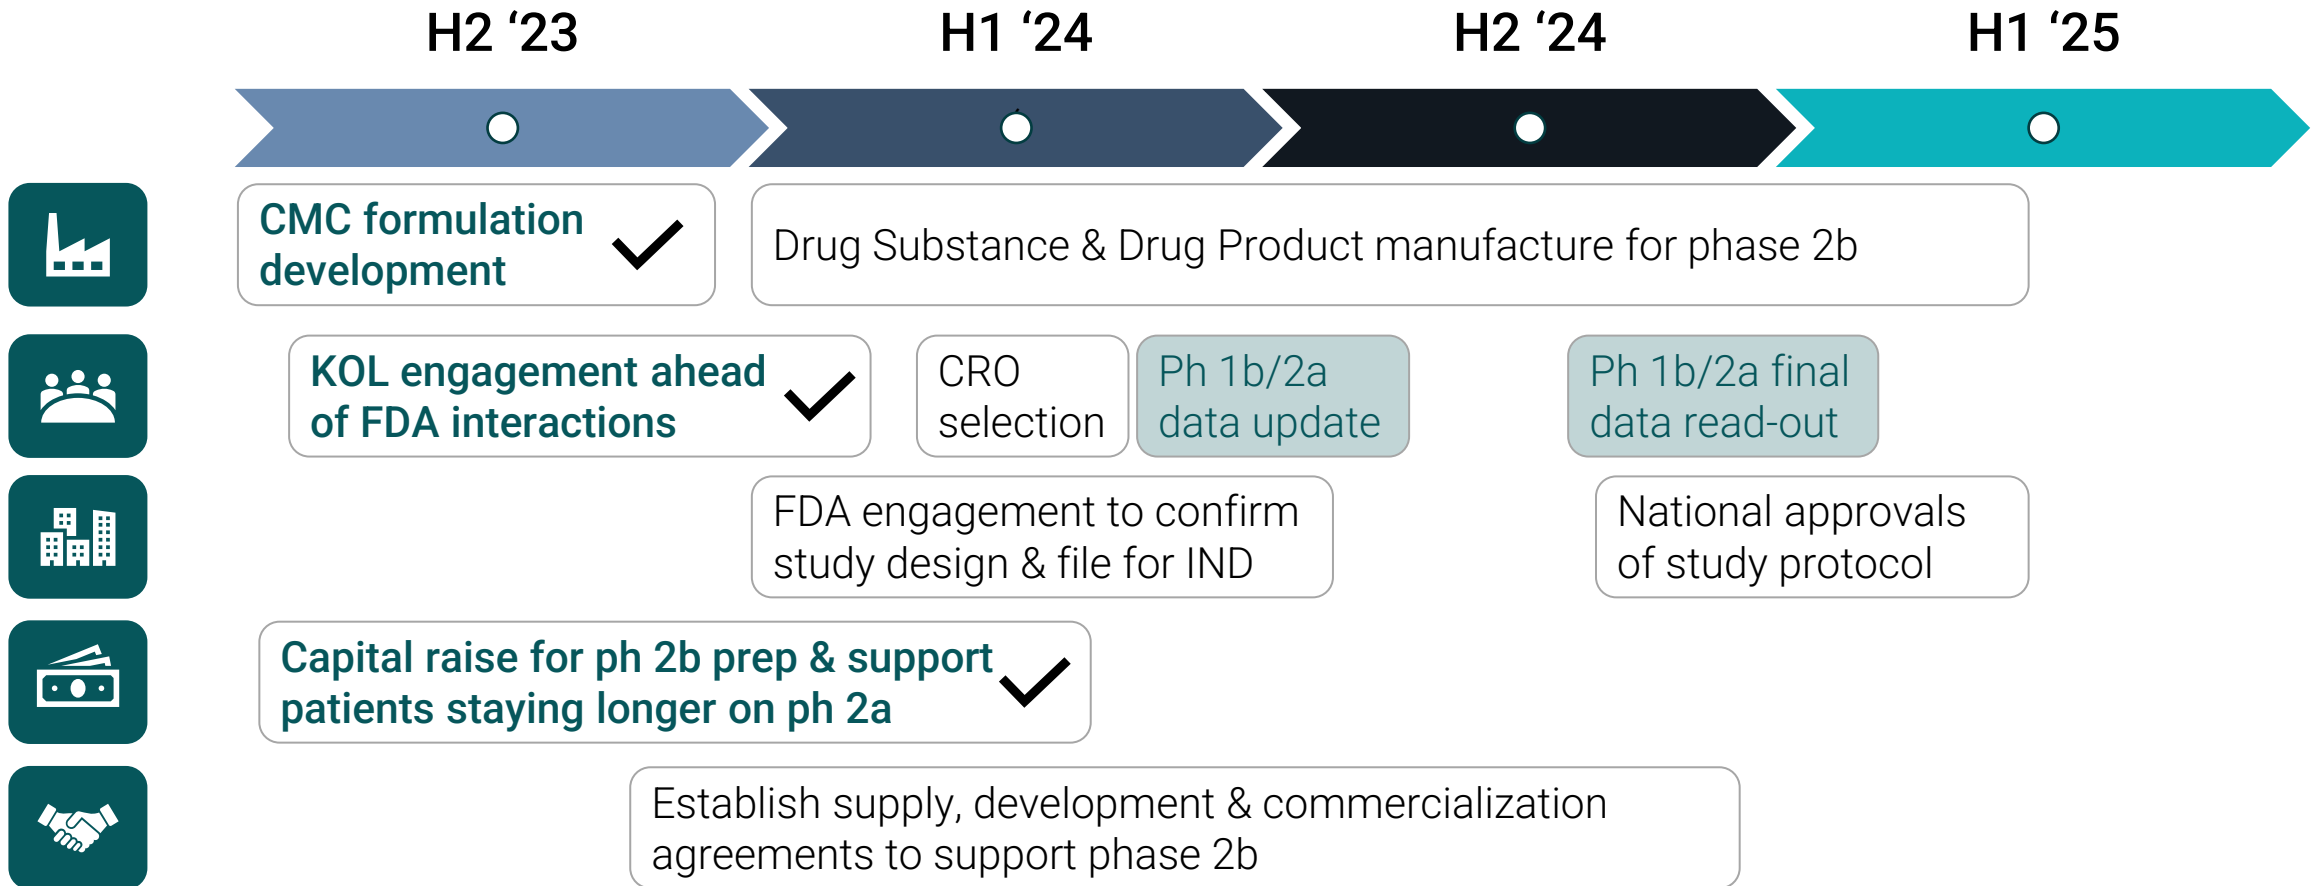 H2 ‘23
H1 ‘24
H2 ‘24
H1 ‘25
CMC formulation
development
Drug Substance & Drug Product manufacture for phase 2b
KOL engagement ahead
of FDA interactions
CRO
selection
Ph 1b/2a
data update
Ph 1b/2a final
data read-out
FDA engagement to confirm
study design & file for IND
National approvals
of study protocol
Capital raise for ph 2b prep & support
patients staying longer on ph 2a
Establish supply, development & commercialization
agreements to support phase 2b